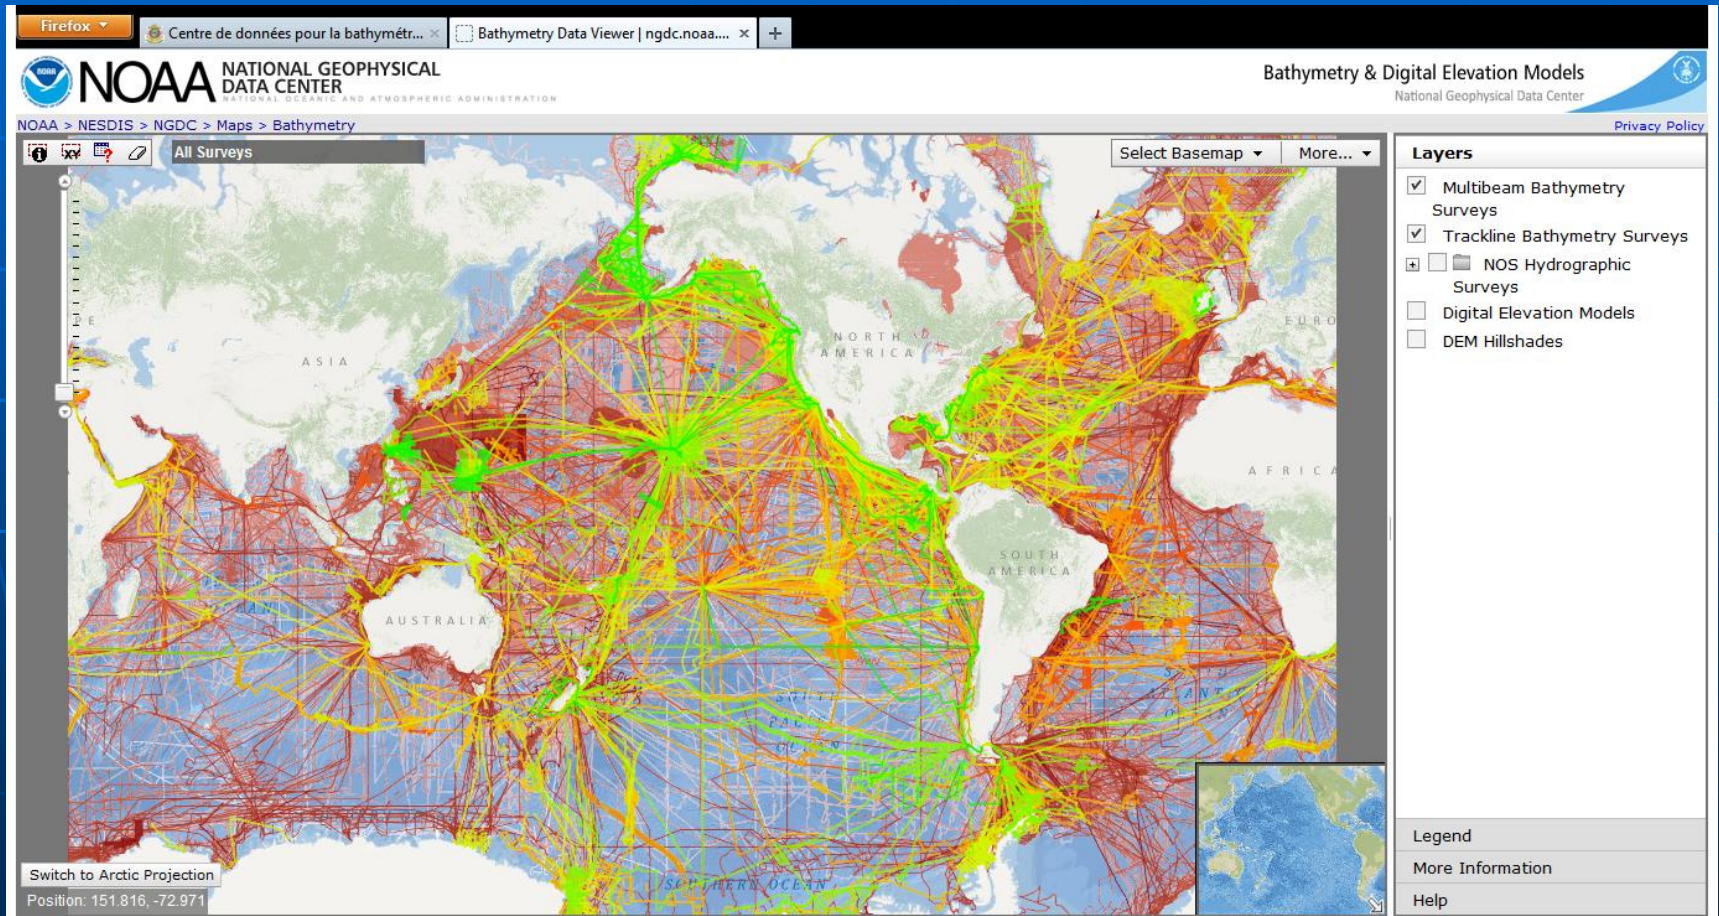 Firefox
Centre de données pour la bathymétr...
Bathymetry Data Viewer | ngdc.noaa....
NOAA
NATIONAL GEOPHYSICAL
DATA CENTER
NATIONAL OCEANIC AND ATMOSPHERIC ADMINISTRATION
Bathymetry & Digital Elevation Models
National Geophysical Data Center
NOAA > NESDIS > NGDC > Maps > Bathymetry
Privacy Policy
All Surveys
Select Basemap
More...
Layers
Multibeam Bathymetry
Surveys
Trackline Bathymetry Surveys
NOS Hydrographic
Surveys
Digital Elevation Models
DEM Hillshades
EURO
NORTH
AMERICA
ASIA
AFRICA
SOUTH
AMERICA
OCEAN
AUSTRALIA
SOUTHERN OCEAN
Legend
More Information
Help
Switch to Arctic Projection
Position: 151.816, -72.971